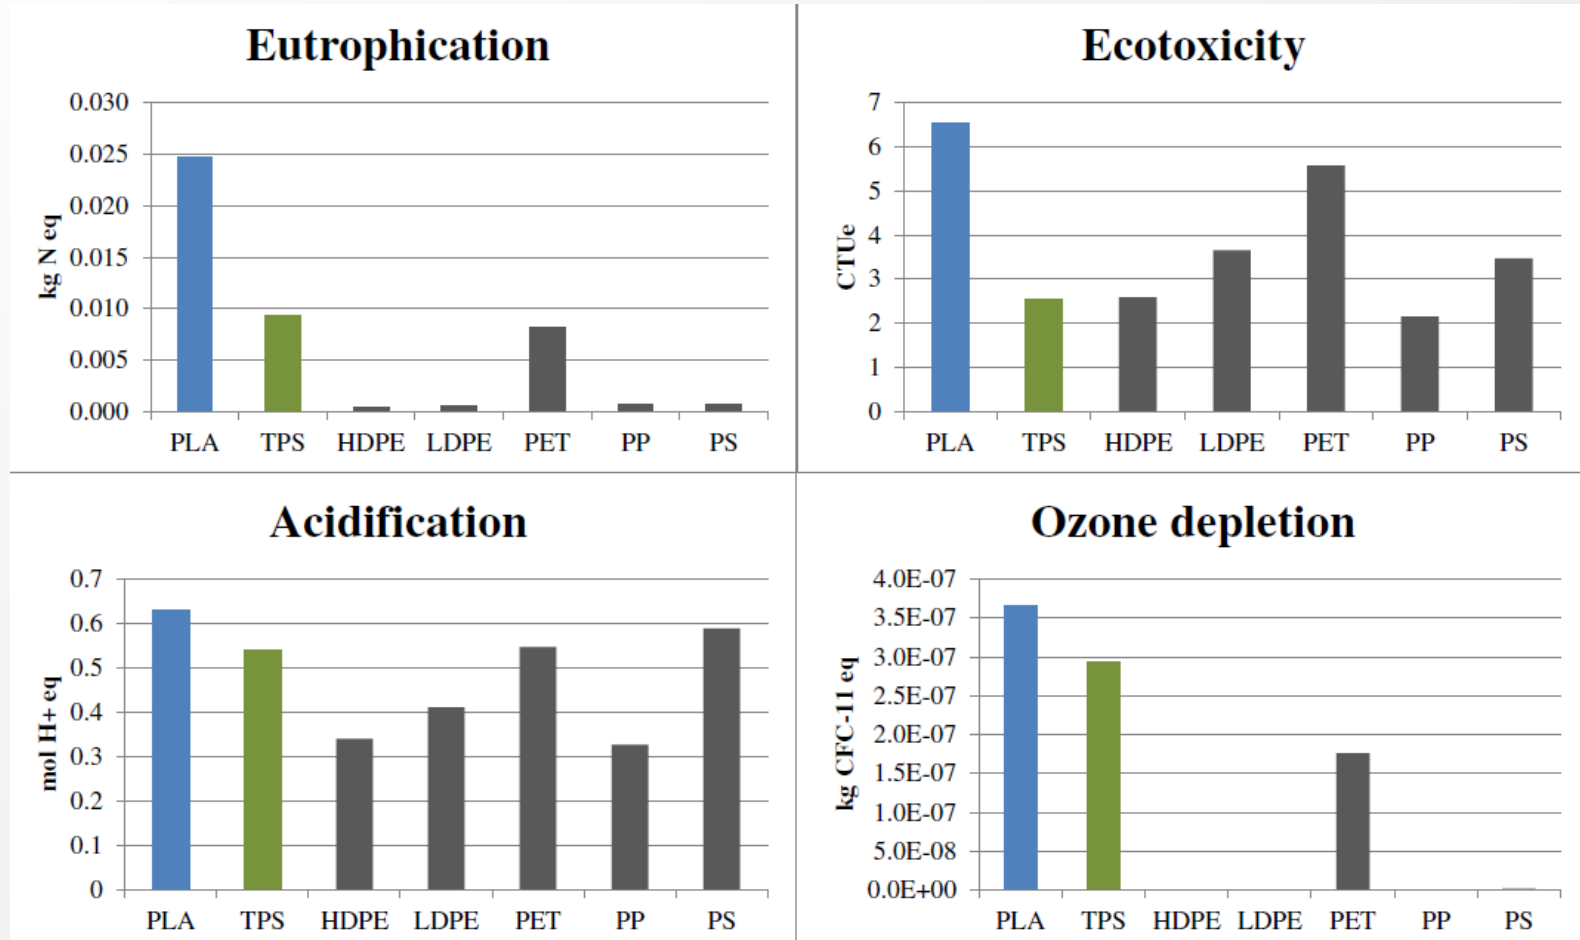 Eutrophication
kg N eq
0.030
0.025
0.020
0.015
0.010
0.005
0.000
PLA TPS HDPE LDPE PET PP PS
Ecotoxicity
CTUe
7
6
5
4
3
2
1
0
PLA TPS HDPE LDPE PET PP PS
Acidification
mol H+ eq
0.7
0.6
0.5
0.4
0.3
0.2
0.1
0
PLA TPS HDPE LDPE PET PP PS
Ozone depletion
kg CFC-11 eq
4.0E-07
3.5E-07
3.0E-07
2.5E-07
2.0E-07
1.5E-07
1.0E-07
5.0E-08
0.0E+00
PLA TPS HDPE LDPE PET PP PS